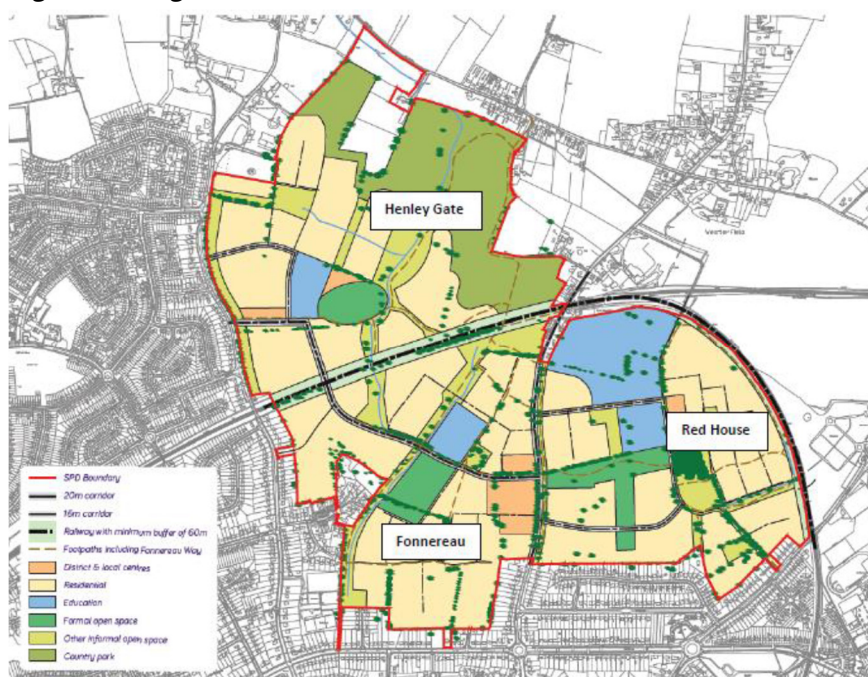 Henley Gate
Red House
Fonnereau
SPD Boundary
20m corridor
16m corridor
Railway with minimum buffer of 60m
Footpaths including Fonnereau Way
District & local centres
Residential
Education
Formal open space
Other informal open space
Country park